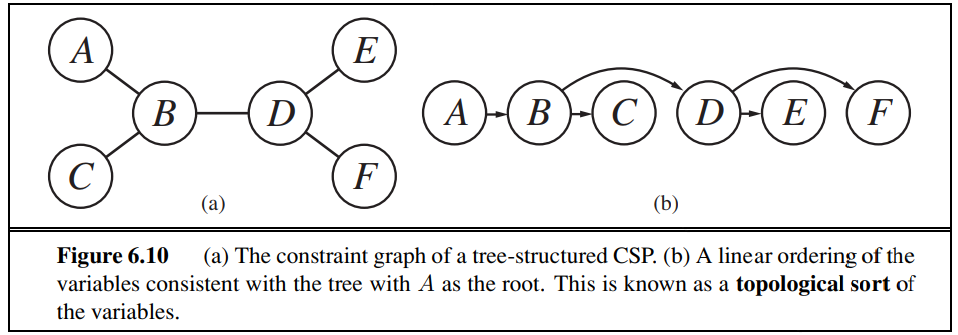 A E
B D A B C D E F
C F
(a) (b)
Figure 6.10 (a) The constraint graph of a tree-structured CSP. (b) A linear ordering of the
variables consistent with the tree with A as the root. This is known as a topological sort of
the variables.